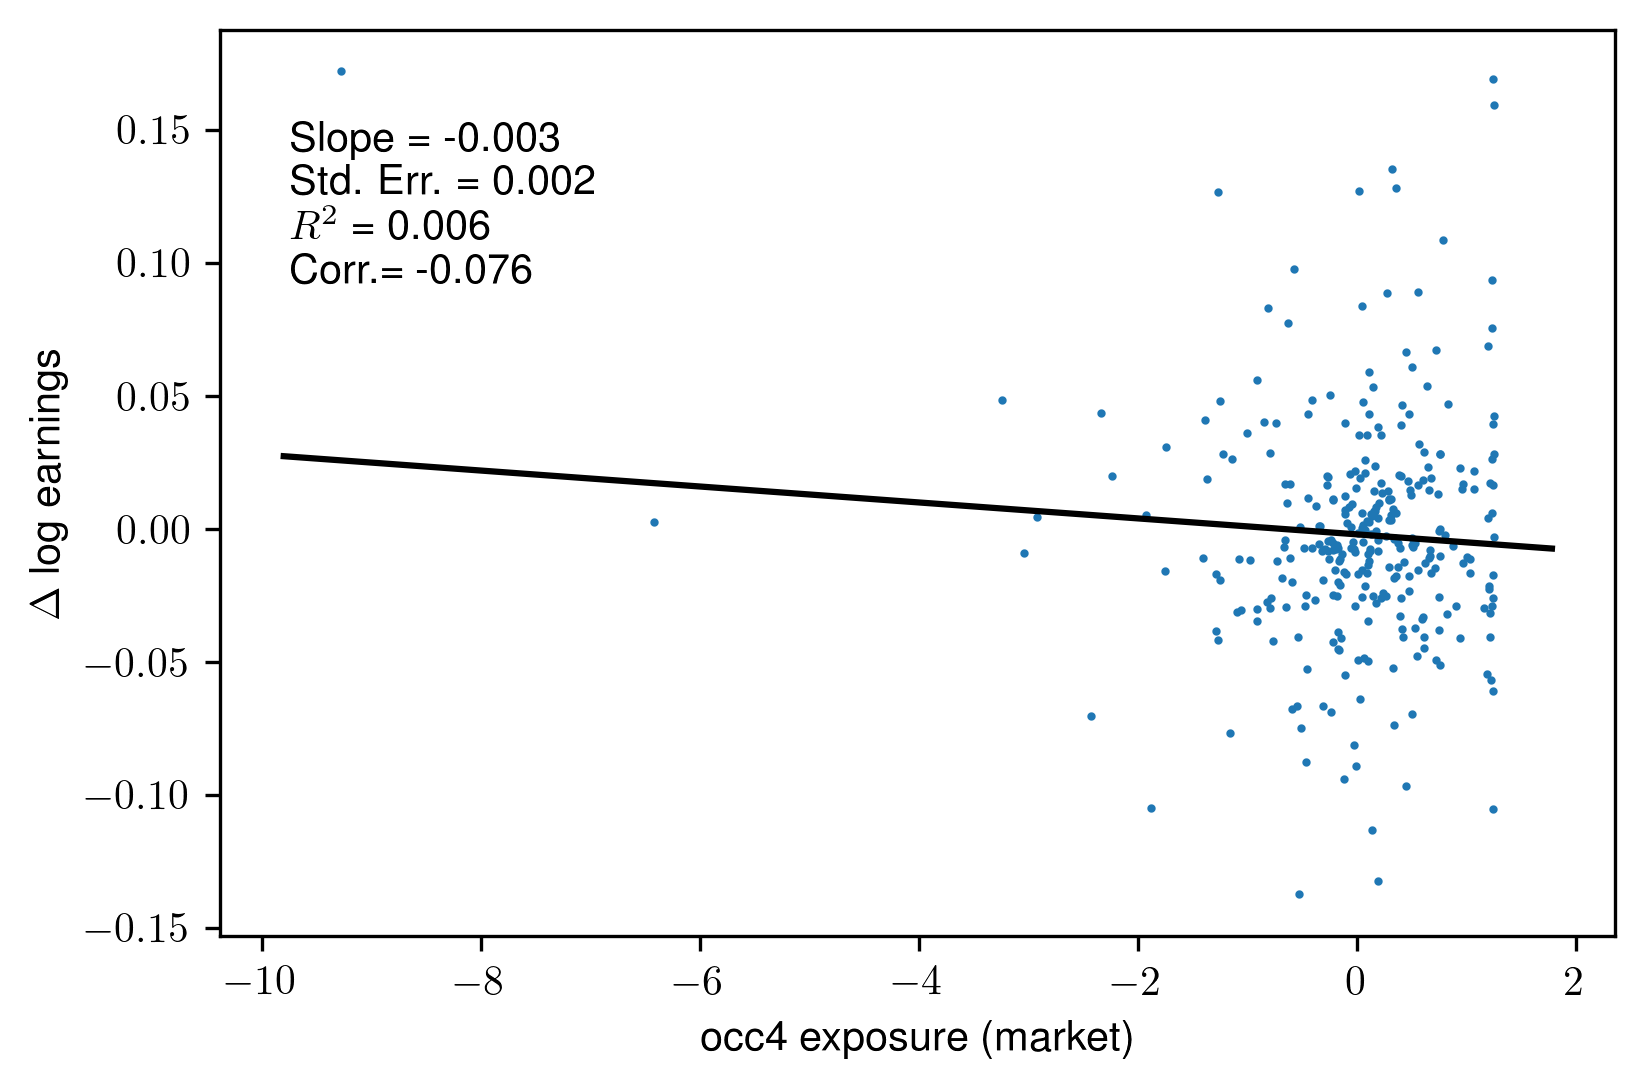 0.15
0.10
0.05
0.00
−0.05
−0.10
−0.15
Δ log earnings
Slope = -0.003
Std. Err. = 0.002
R² = 0.006
Corr.= -0.076
−10 −8 −6 −4 −2 0 2
occ4 exposure (market)